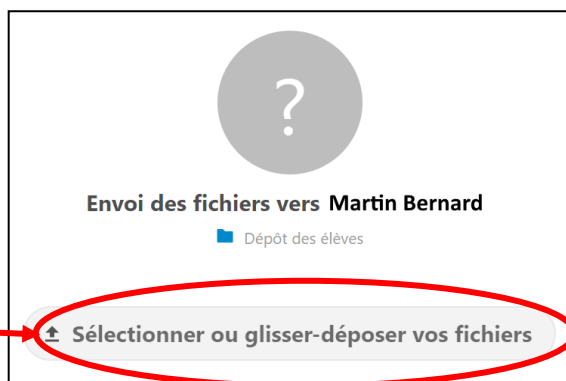 ?
Envoi des fichiers vers Martin Bernard
Dépôt des élèves
Sélectionner ou glisser-déposer vos fichiers